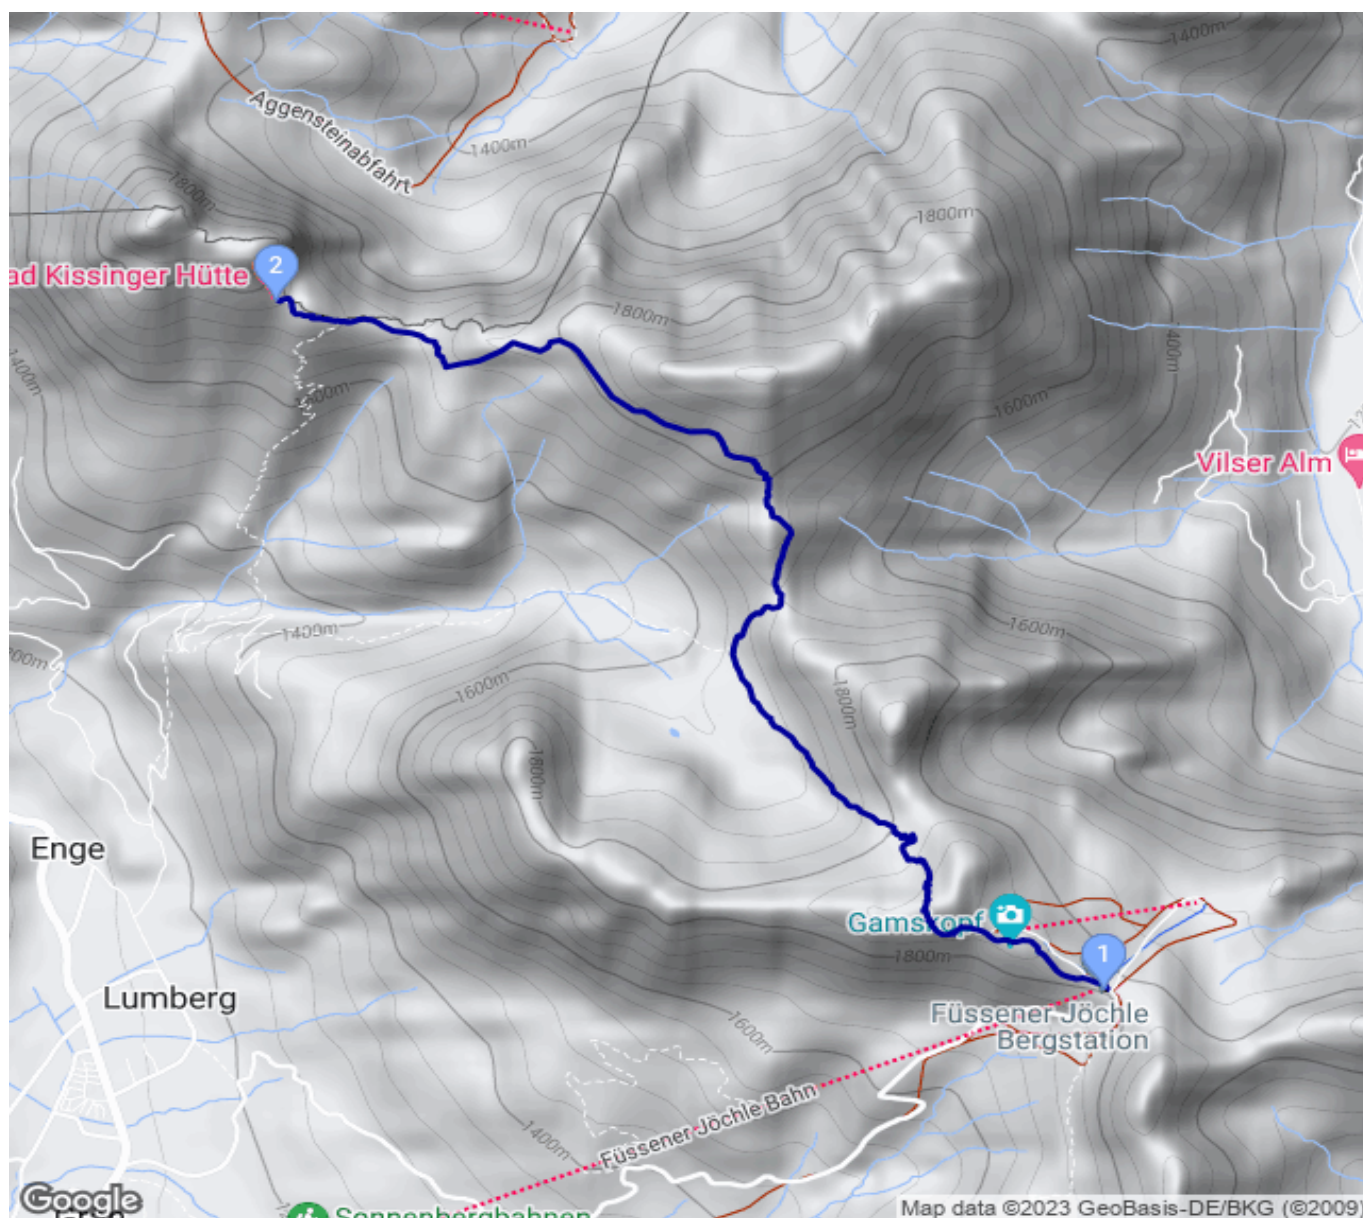 1400m
Aggensteinabfahrt
1400m
1800m
1800m
2
ad Kissinger Hütte
1800m
1400m
1600m
Vilser Alm
1400m
1600m
1600m
1800m
1800m
Enge
Gamskopf
1
1800m
Lumberg
Füssener Jöchle
Bergstation
1600m
Füssener Jöchle Bahn
1400m
Google
Sonnenbergbahnen
Map data ©2023 GeoBasis-DE/BKG (©2009)